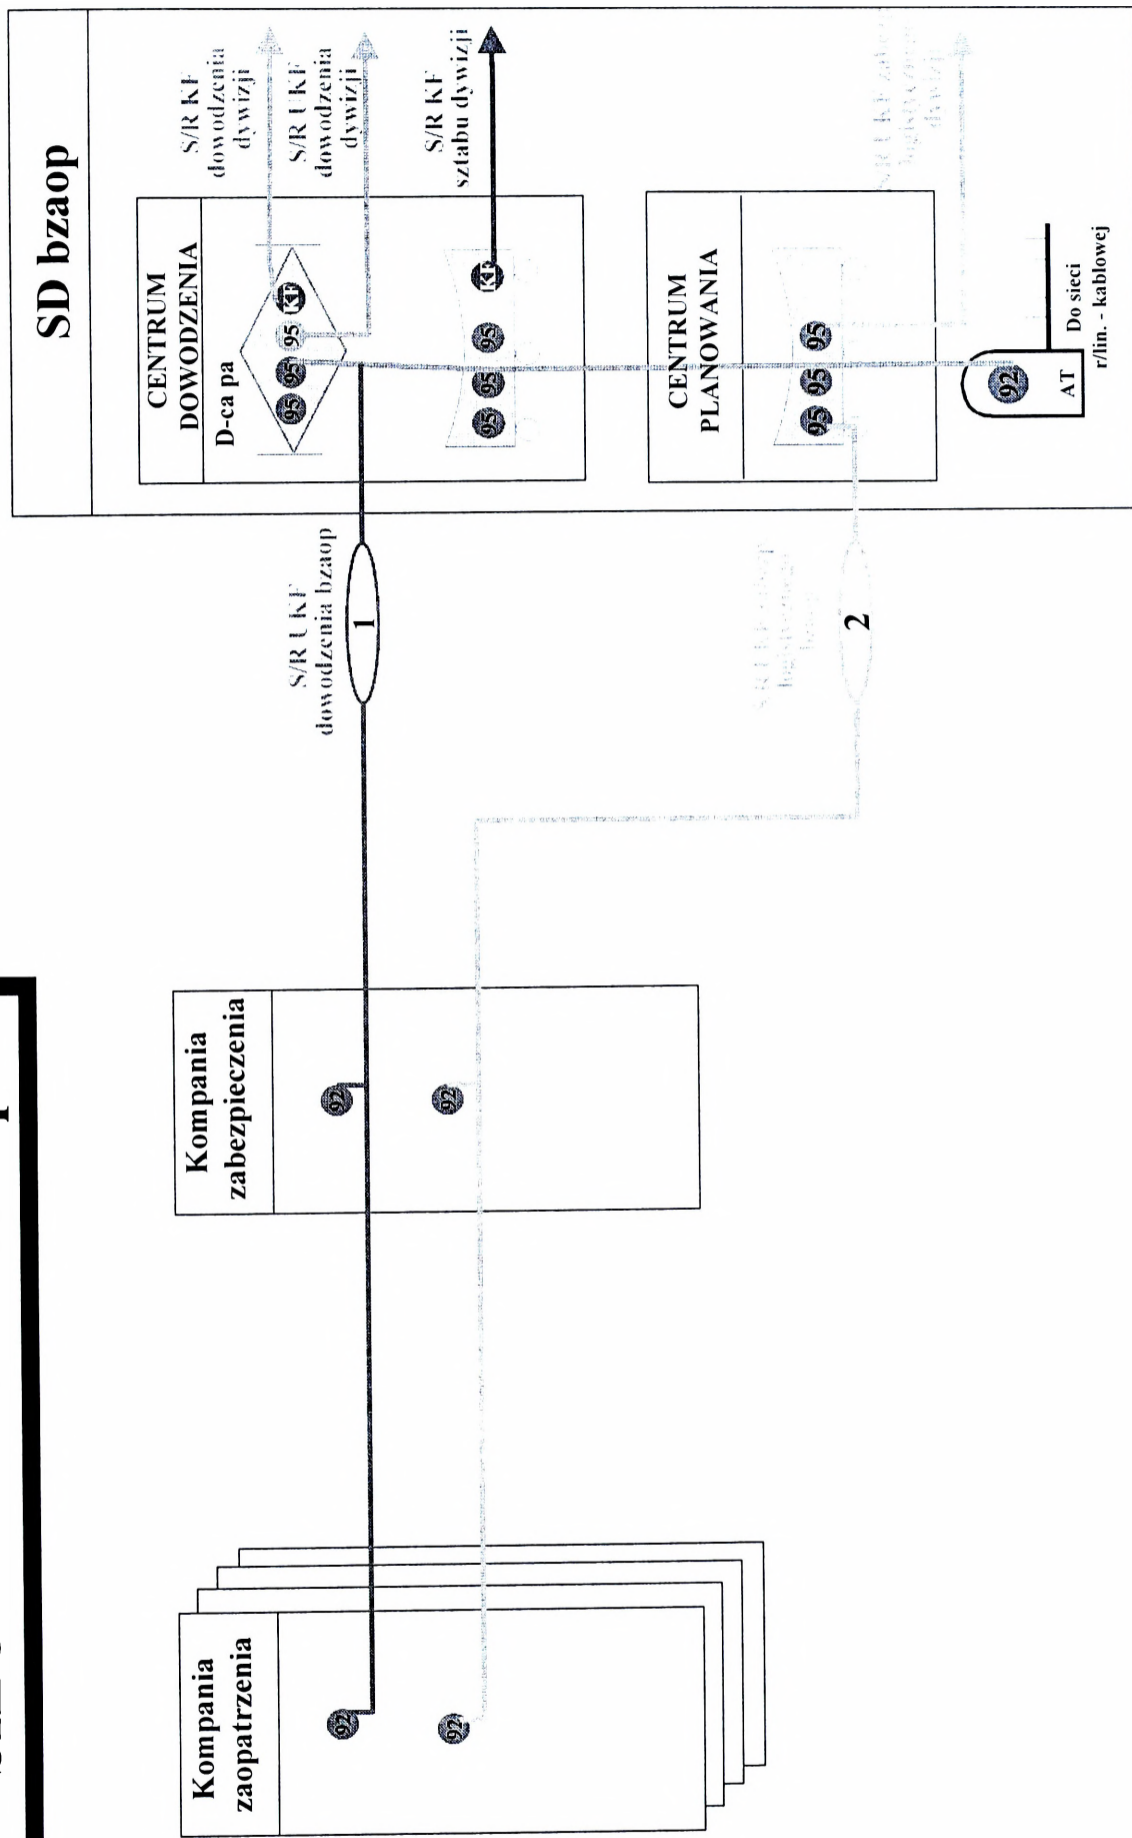 SD bzaop
CENTRUM
DOWODZENIA
D-ca pa
95
95
95
KF
S/R KF
dowodzenia
dywizji
S/R UKF
dowodzenia
dywizji
95
95
95
KF
S/R KF
sztabu dywizji
CENTRUM
PLANOWANIA
95
95
95
92
AT
Do sieci
r/lin. - kablowej
S/R UKF
dowodzenia bzaop
1
2
Kompania
zabezpieczenia
92
92
Kompania
zaopatrzenia
92
92